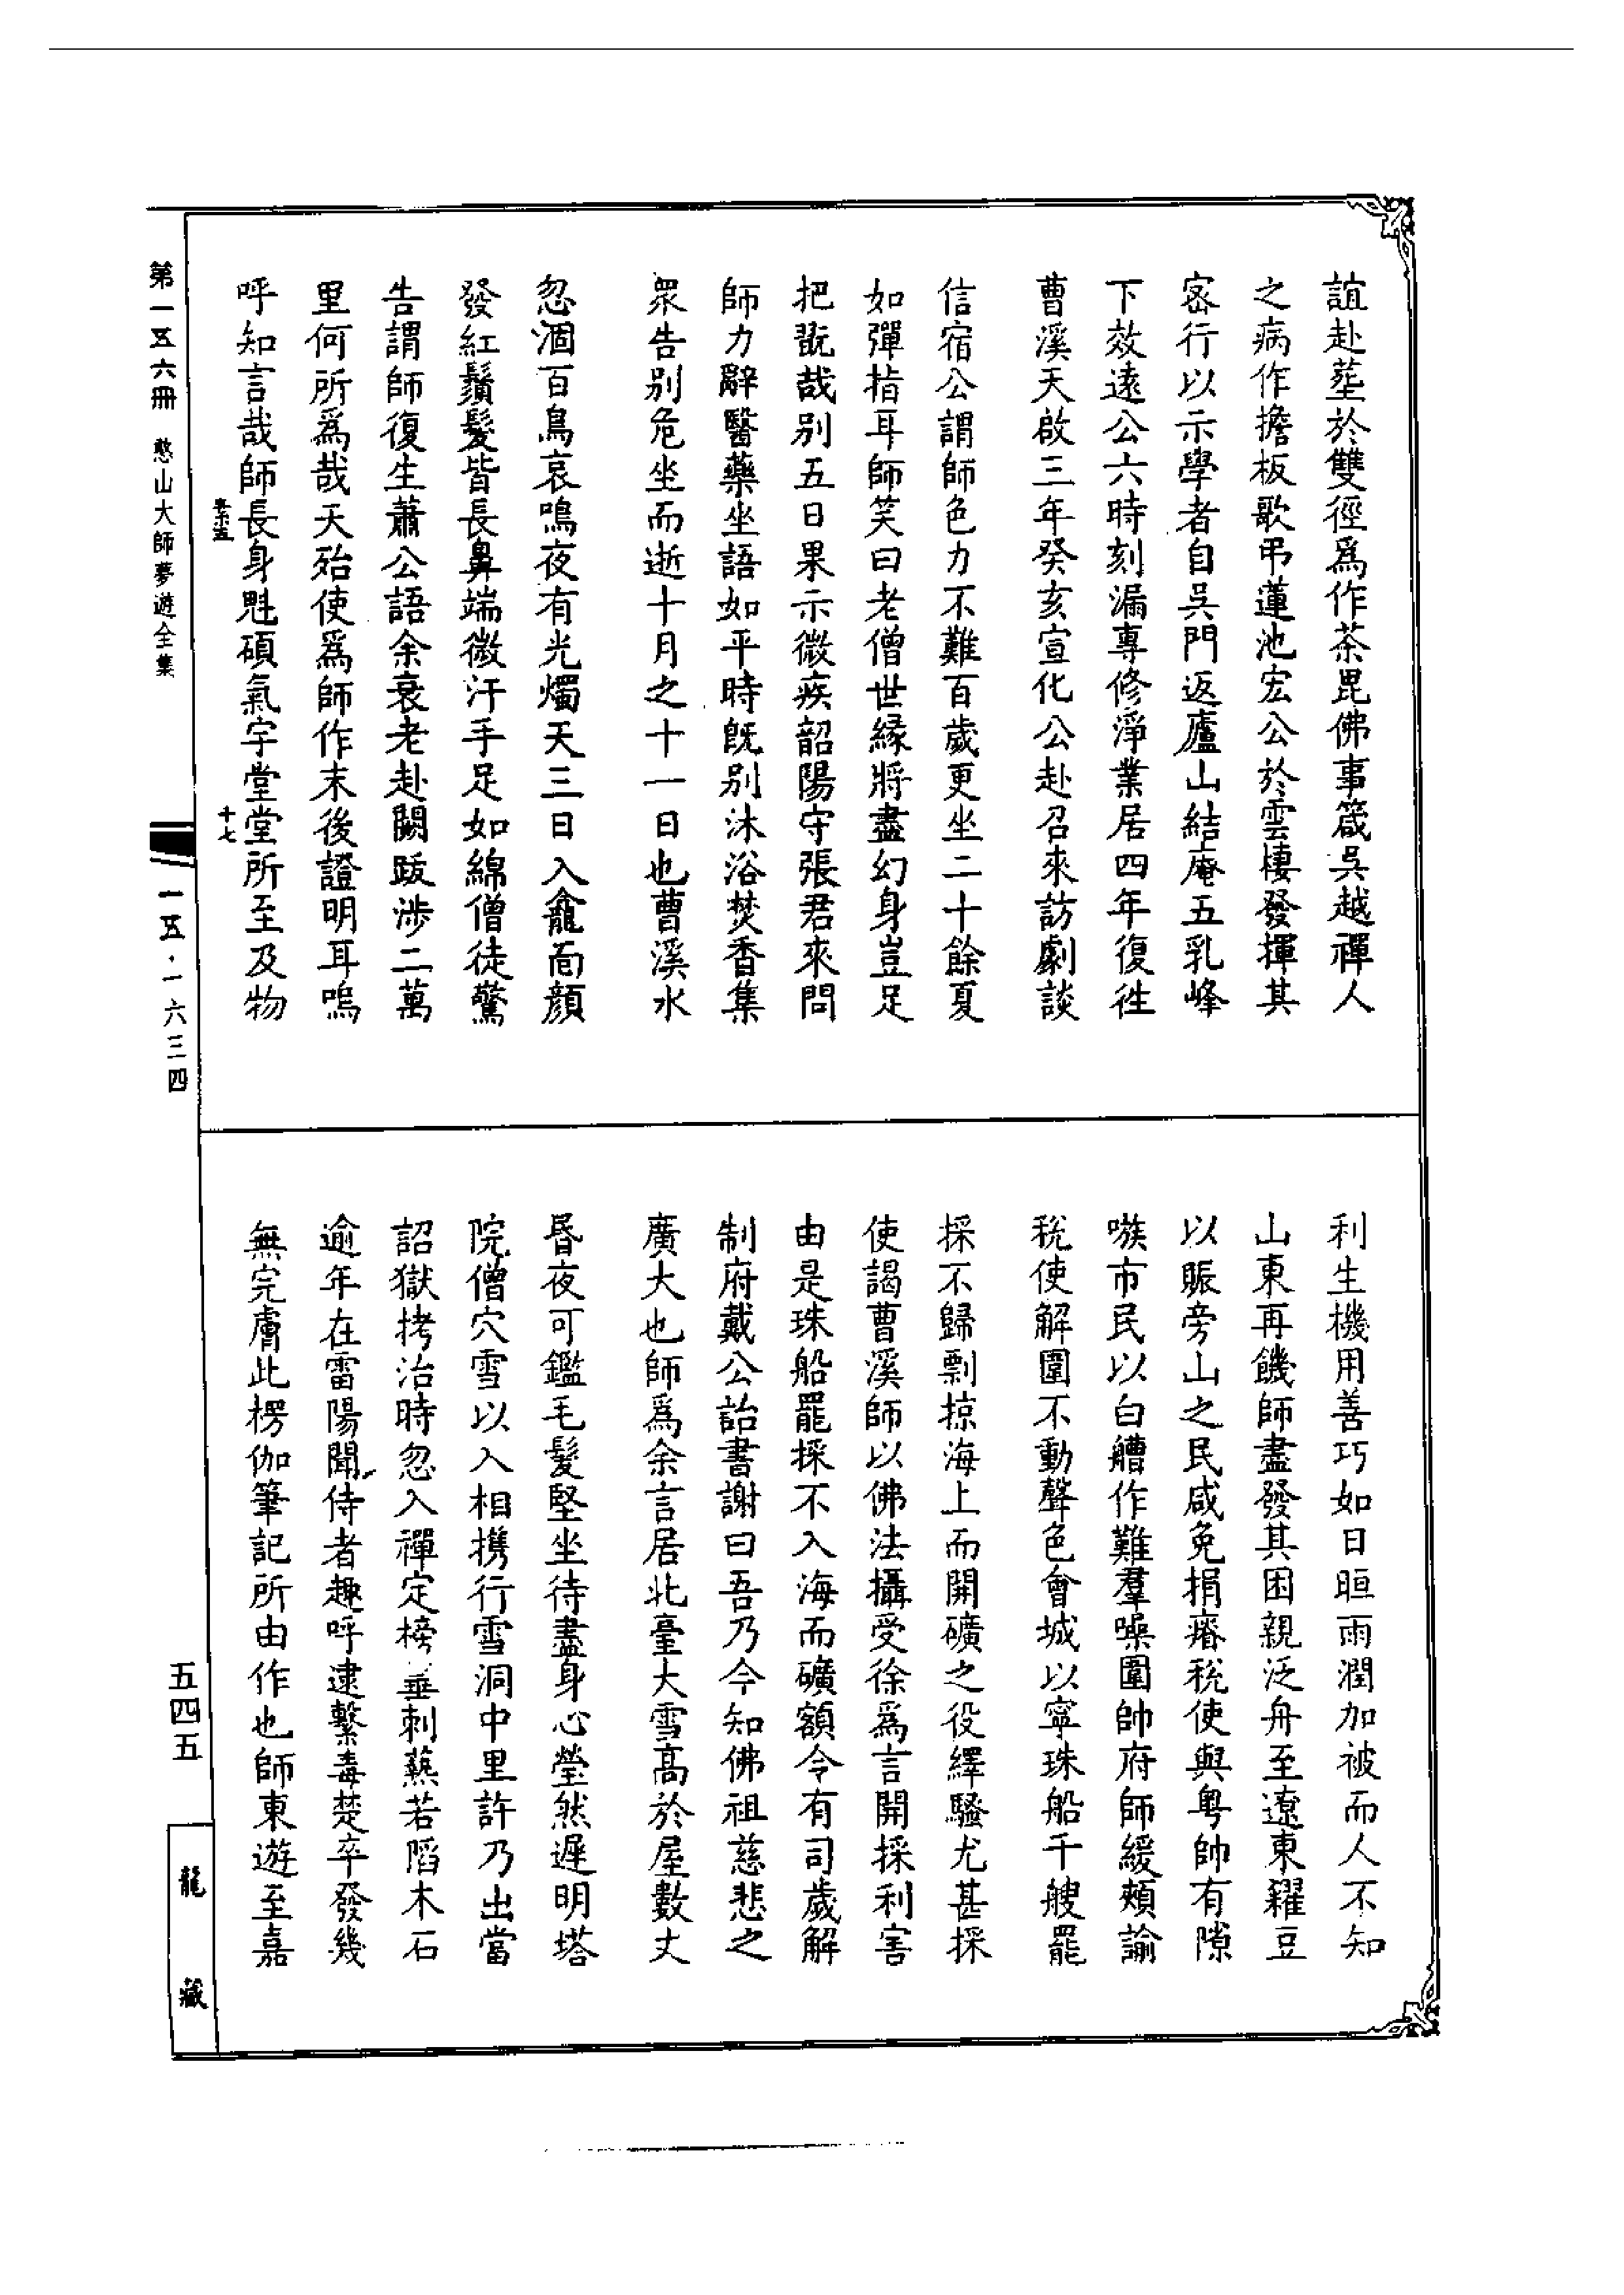 誼赴塟於雙徑爲作茶毘佛事箴吳越禪人
之病作擔板歌弔蓮池宏公於雲棲發揮其
密行以示學者自吳門返廬山結庵五乳峰
下效遠公六時刻漏專修淨業居四年復徃
曹溪天啟三年癸亥宣化公赴召來訪劇談
信宿公謂師色力不難百歲更坐二十餘夏
如彈指耳師笑曰老僧世緣將盡幻身豈足
把翫哉別五日果示微疾韶陽守張君來問
師力辭醫藥坐語如平時旣別沐浴焚香集
衆告別危坐而逝十月之十一日也曹溪水
忽涸百鳥哀鳴夜有光燭天三日入龕面顏
發紅鬚髮皆長鼻端微汗手足如綿僧徒驚
告謂師復生蕭公語余衰老赴闕跋涉二萬
里何所爲哉天殆使爲師作末後證明耳嗚
呼知言哉師長身魁碩氣宇堂堂所至及物
利生機用善巧如日暄雨潤加被而人不知
山東再饑師盡發其困親泛舟至遼東糴豆
以賑旁山之民咸免捐瘠稅使與粵帥有隙
嗾市民以白艚作難羣噪圍帥府師緩頰諭
稅使解圍不動聲色會城以寧珠船千艘罷
採不歸剽掠海上而開礦之役繹騷尤甚採
使謁曹溪師以佛法攝受徐爲言開採利害
由是珠船罷採不入海而礦額令有司歲解
制府戴公詒書謝曰吾乃今知佛祖慈悲之
廣大也師爲余言居北臺大雪高於屋數丈
昏夜可鑑毛髮堅坐待盡身心瑩然遲明塔
院僧穴雪以入相携行雪洞中里許乃出當
詔獄拷治時忽入禪定榜箠刺爇若㨶木石
逾年在雷陽聞侍者趣呼逮繫毒楚卒發幾
無完膚此楞伽筆記所由作也師東遊至嘉
第一五六冊 憨山大師夢遊全集
十七
一五·一六三四
五四五
龍藏